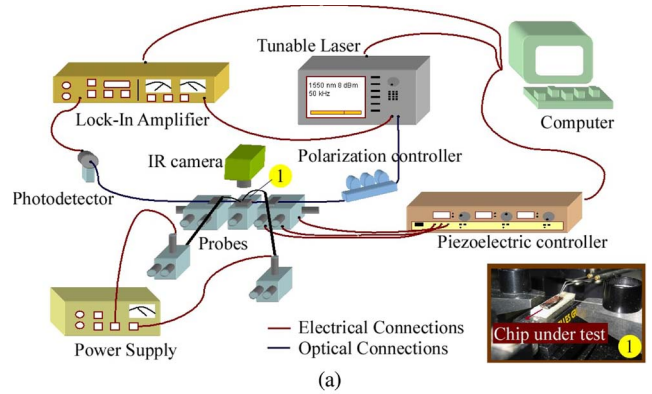 Tunable Laser
1550 nm 8 dBm
50 kHz
Lock-In Amplifier
Computer
IR camera
Polarization controller
1
Photodetector
Probes
Piezoelectric controller
Chip under test
1
Electrical Connections
Optical Connections
Power Supply
(a)